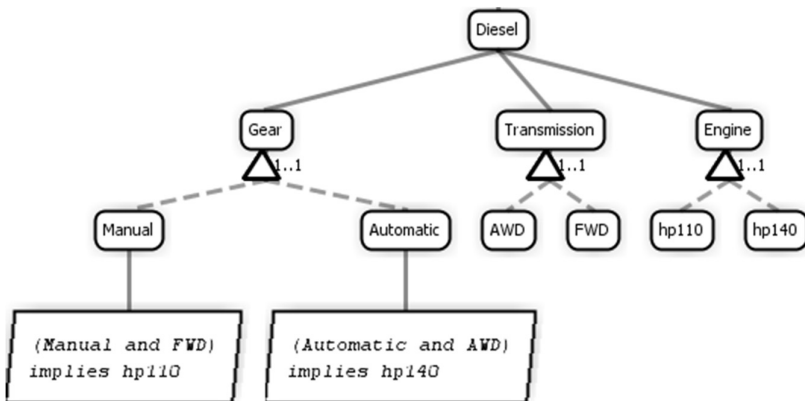 Diesel
Gear
Transmission
Engine
1..1
1..1
1..1
Manual
Automatic
AWD
FWD
hp110
hp140
(Manual and FWD)
implies hp110
(Automatic and AWD)
implies hp140